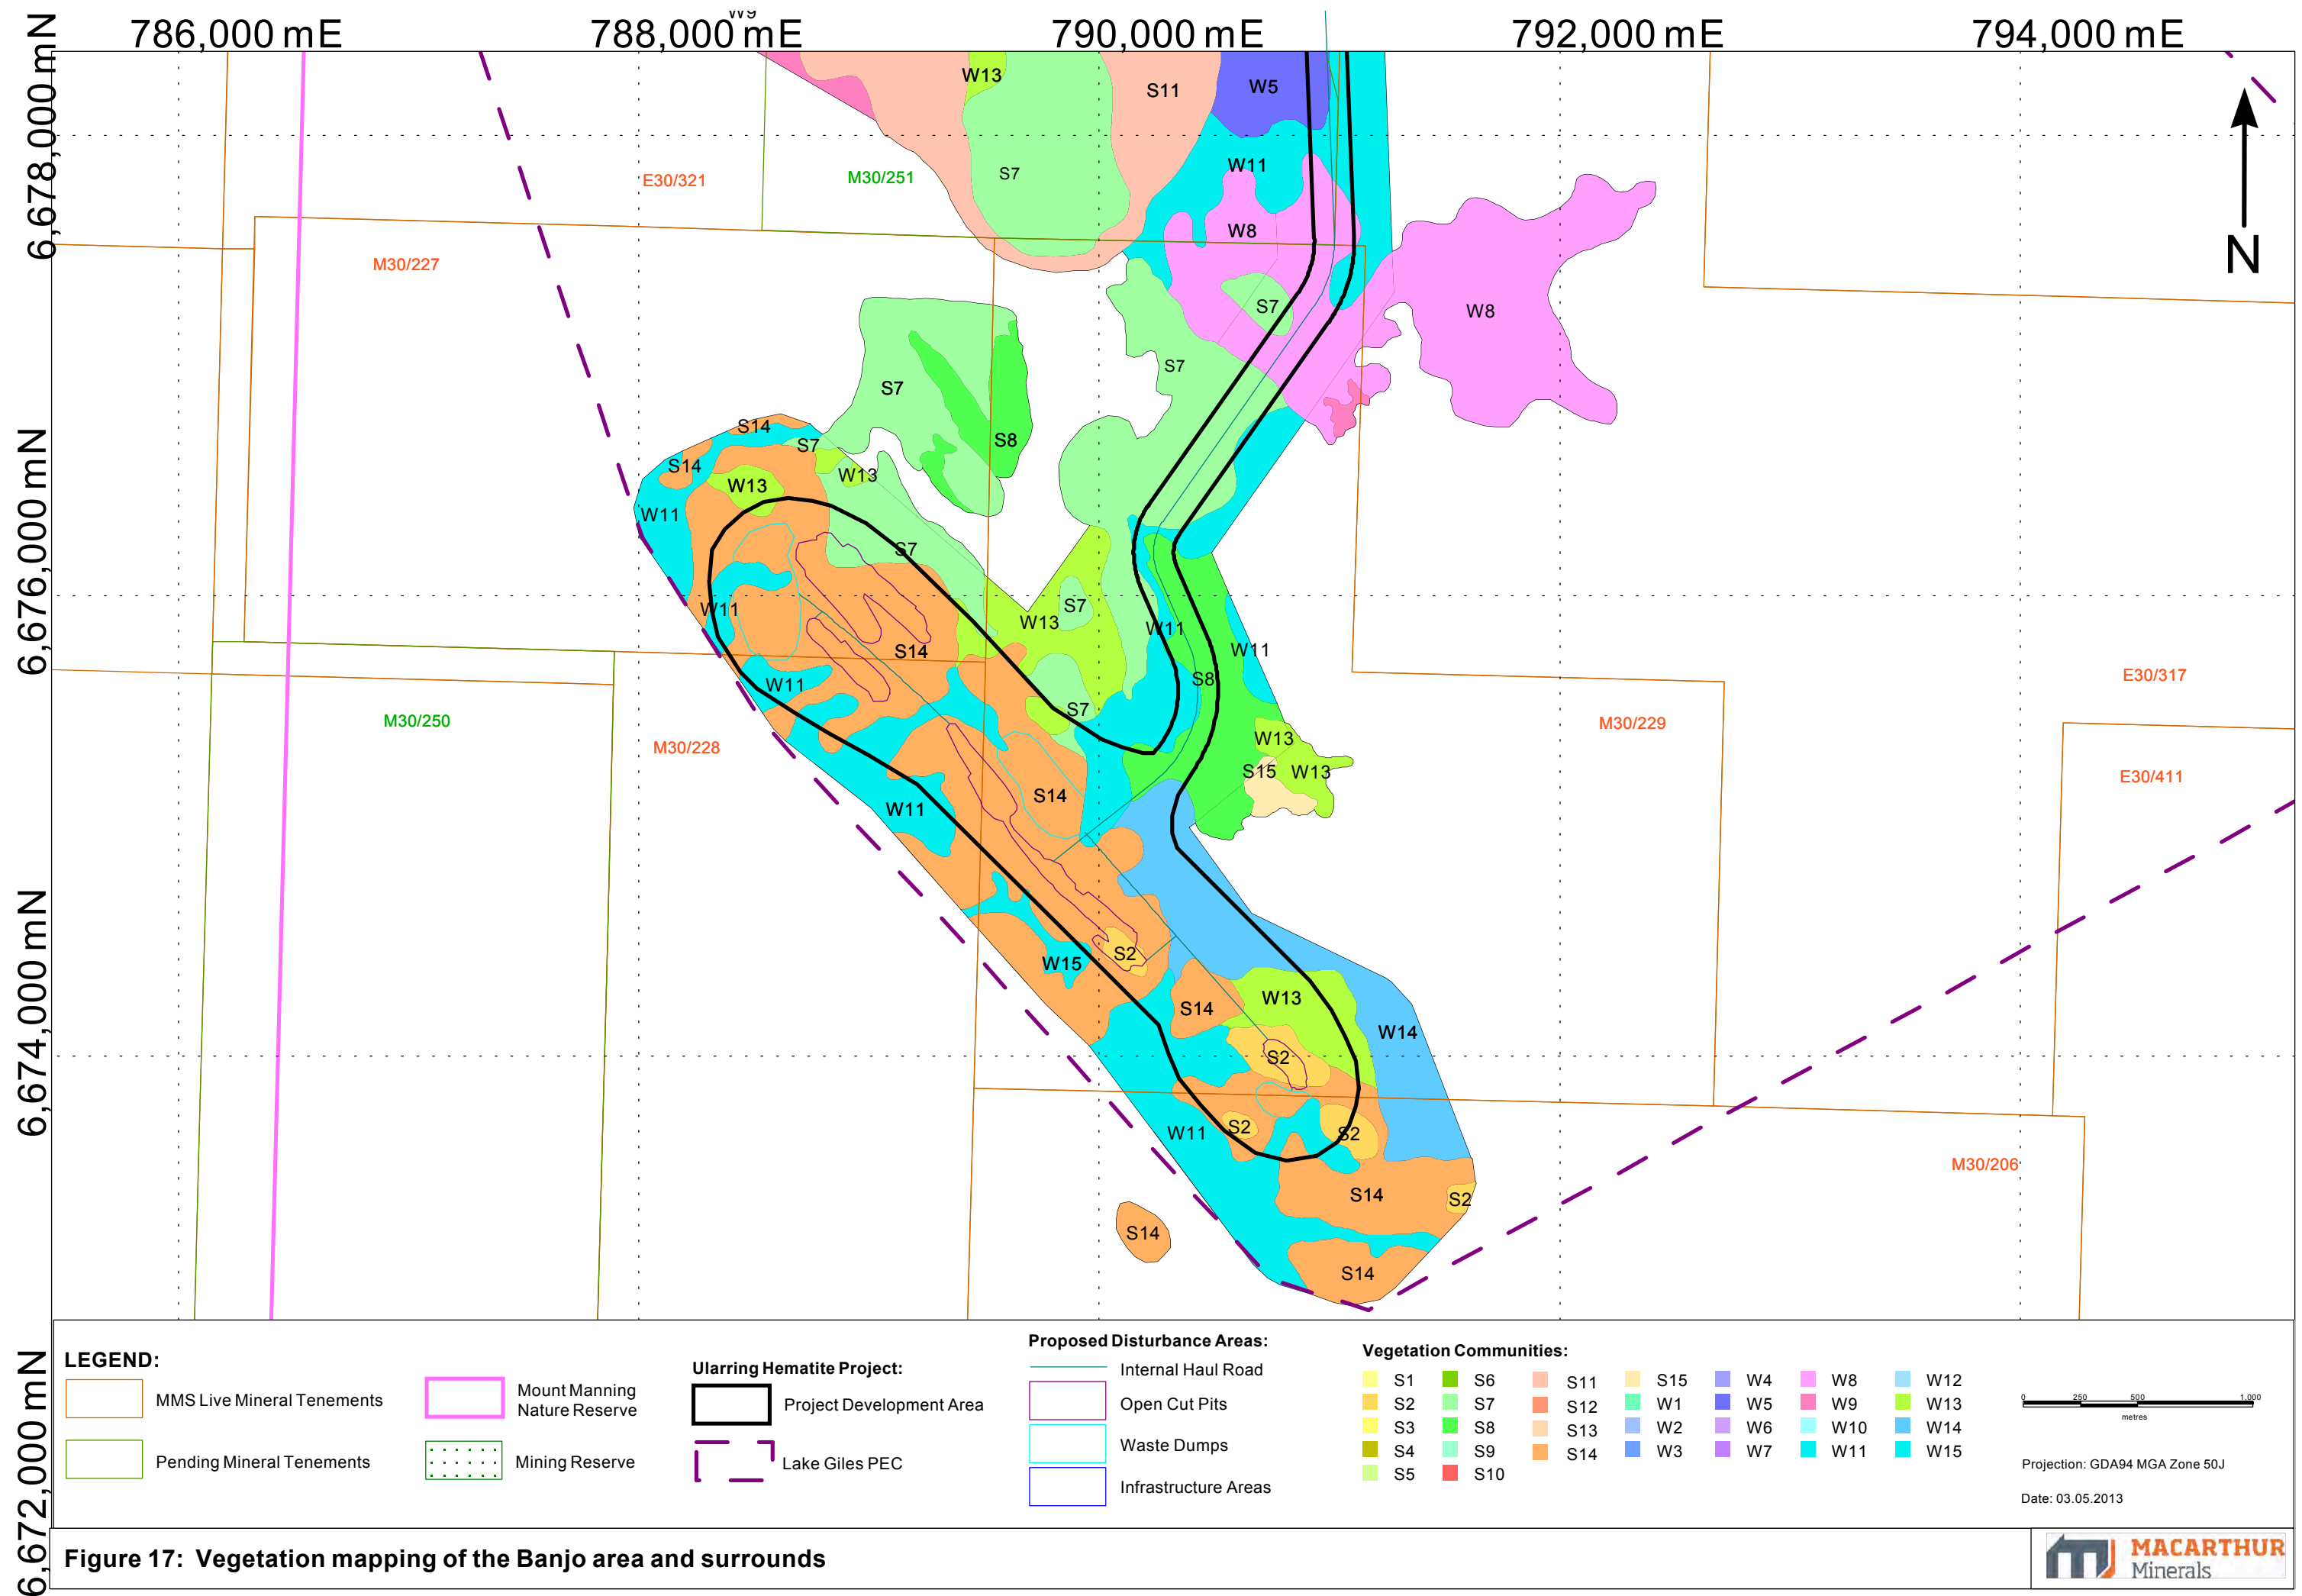 W9
786,000 mE
788,000 mE
790,000 mE
792,000 mE
794,000 mE
6,678,000 mN
6,676,000 mN
6,674,000 mN
6,672,000 mN
N
W13
S11
W5
S7
W11
W8
E30/321
M30/251
M30/227
S7
W8
S7
S7
S8
S14
S7
S14
W13
W13
W11
S7
S7
W13
W11
W11
W11
S14
S8
W11
S7
M30/250
M30/228
M30/229
E30/317
E30/411
W13
S15
W13
S14
W11
S2
W15
W13
S14
W14
S2
S2
S2
W11
M30/206
S14
S2
S14
S14
LEGEND:
MMS Live Mineral Tenements
Pending Mineral Tenements
Mount Manning
Nature Reserve
Mining Reserve
Ularring Hematite Project:
Project Development Area
Lake Giles PEC
Proposed Disturbance Areas:
Internal Haul Road
Open Cut Pits
Waste Dumps
Infrastructure Areas
Vegetation Communities:
S1
S2
S3
S4
S5
S6
S7
S8
S9
S10
S11
S12
S13
S14
S15
W1
W2
W3
W4
W5
W6
W7
W8
W9
W10
W11
W12
W13
W14
W15
0 250 500 1,000
metres
Projection: GDA94 MGA Zone 50J
Date: 03.05.2013
Figure 17: Vegetation mapping of the Banjo area and surrounds
MACARTHUR
Minerals